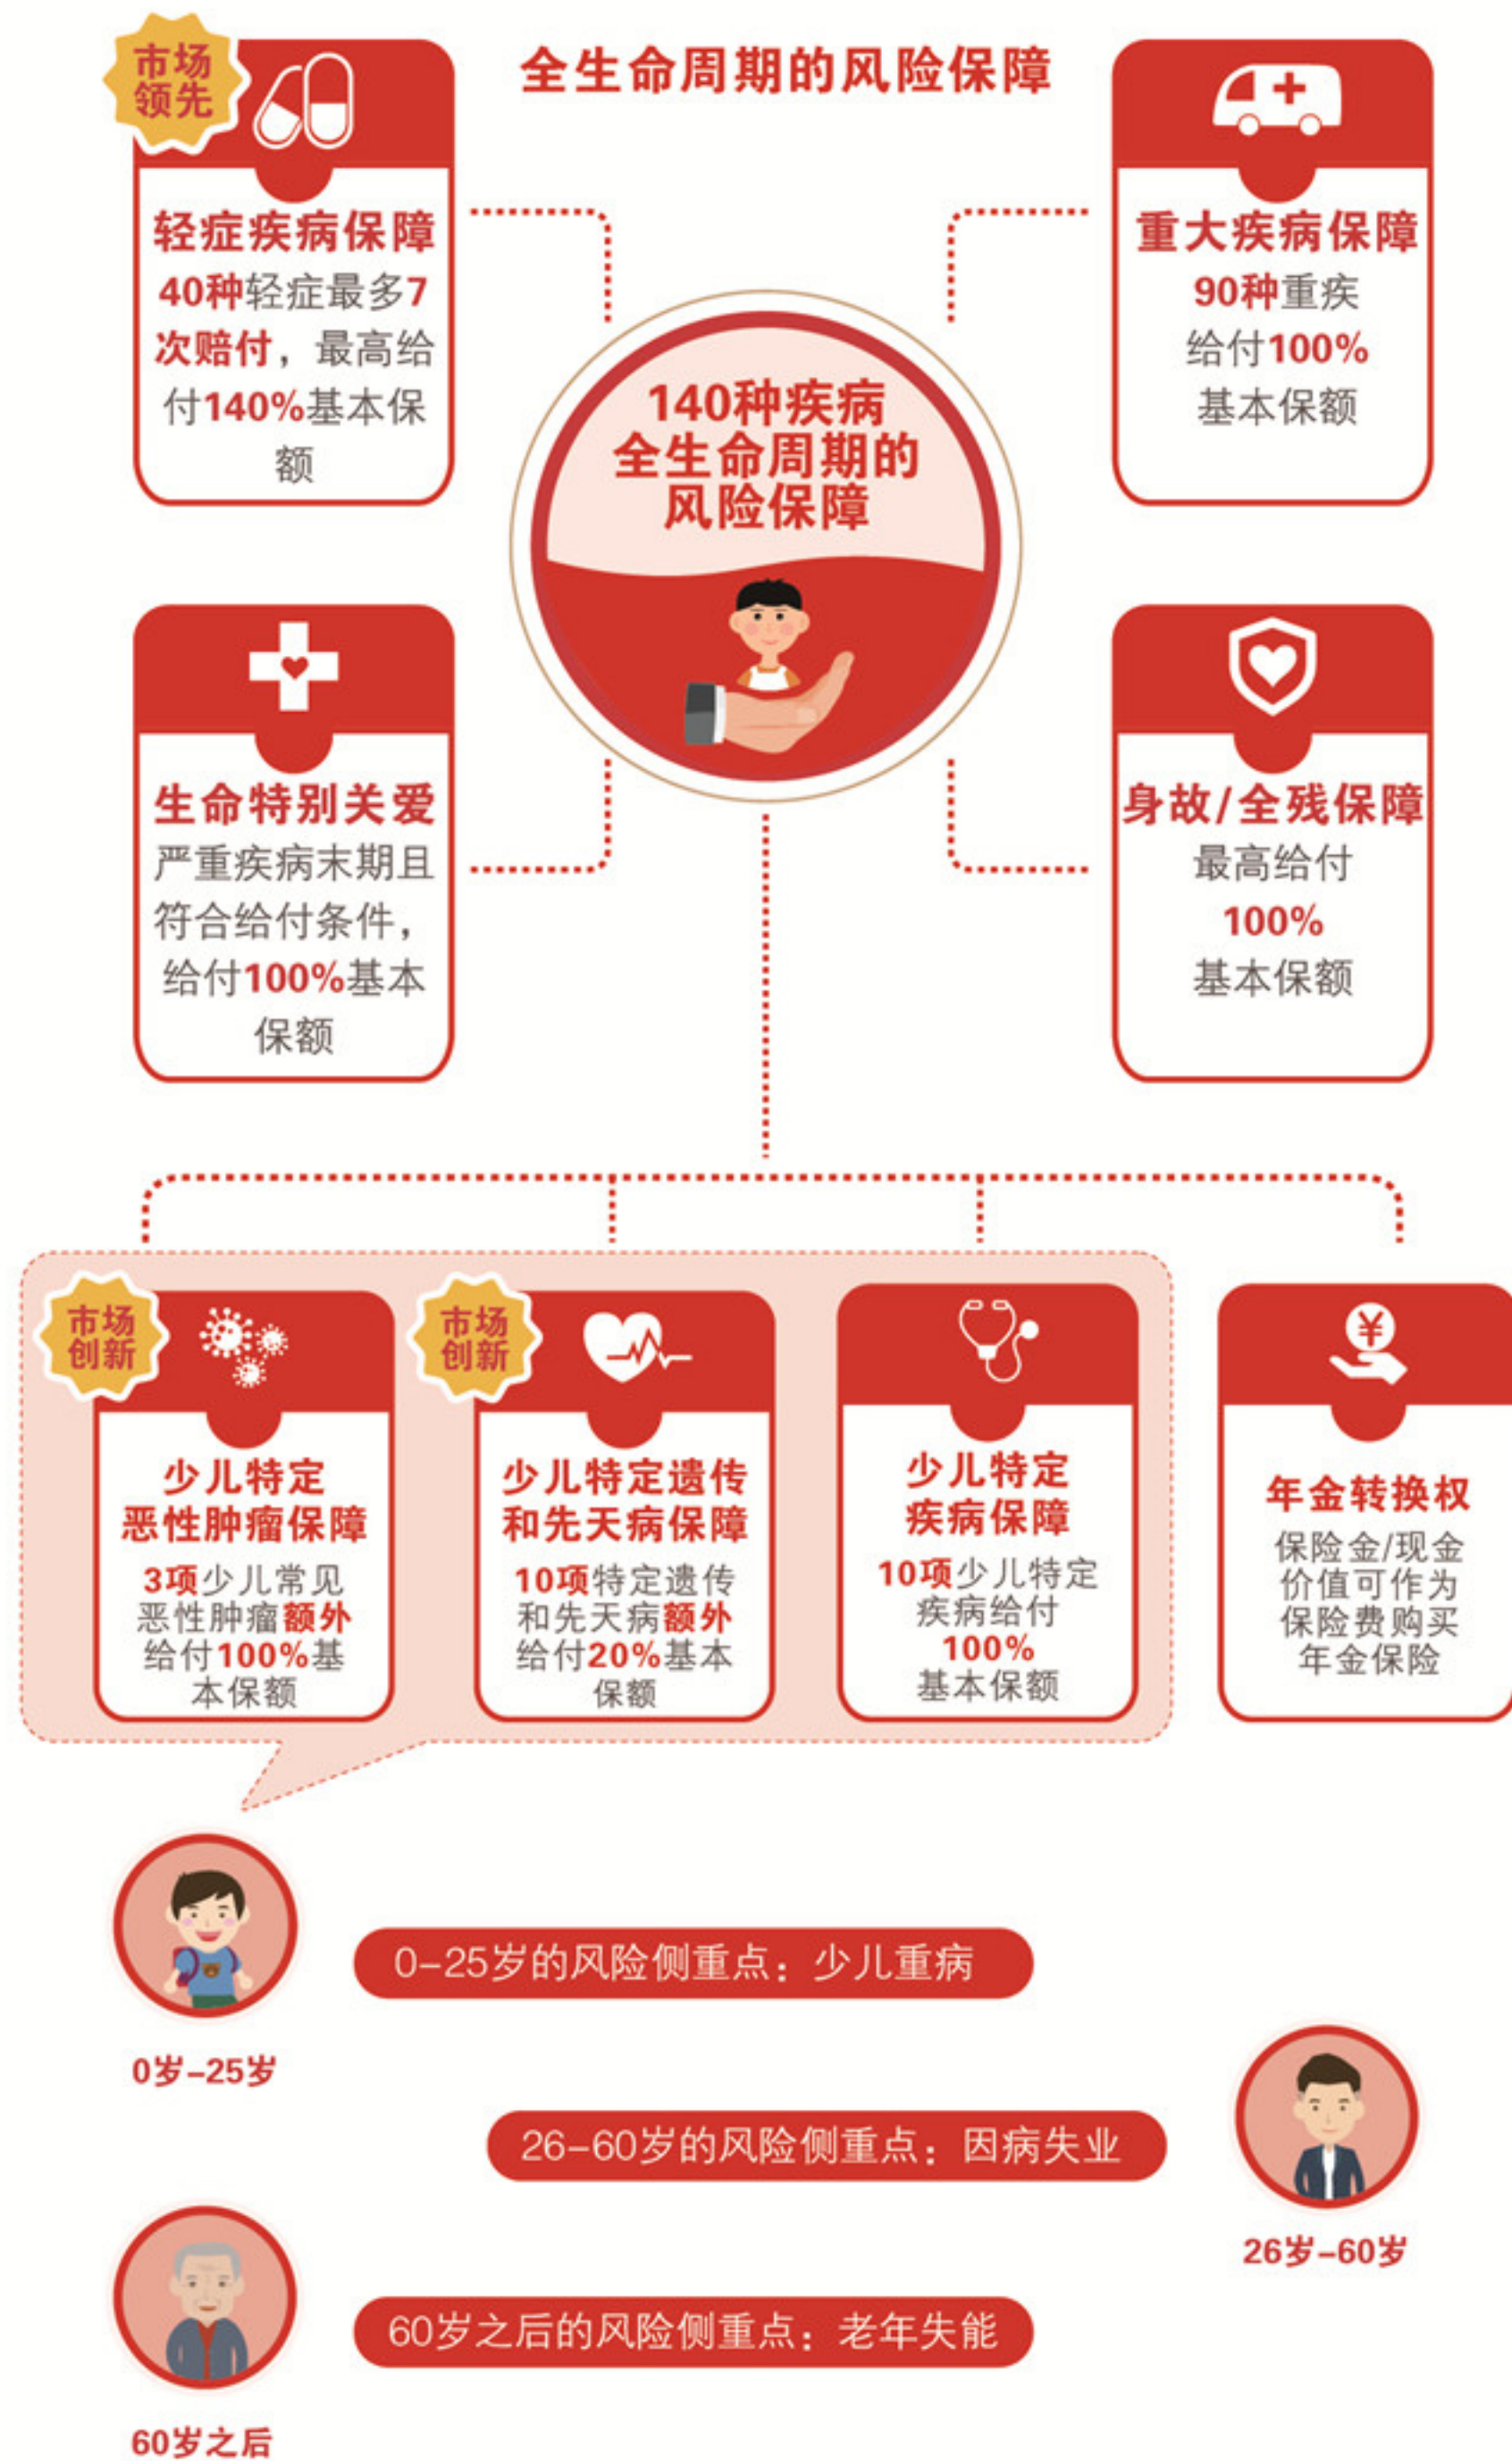 全生命周期的风险保障
市场
领先
轻症疾病保障
40种轻症最多7
次赔付，最高给
付140%基本保
额
重大疾病保障
90种重疾
给付100%
基本保额
140种疾病
全生命周期的
风险保障
生命特别关爱
严重疾病末期且
符合给付条件，
给付100%基本
保额
身故/全残保障
最高给付
100%
基本保额
市场
创新
少儿特定
恶性肿瘤保障
3项少儿常见
恶性肿瘤额外
给付100%基
本保额
市场
创新
少儿特定遗传
和先天病保障
10项特定遗传
和先天病额外
给付20%基本
保额
少儿特定
疾病保障
10项少儿特定
疾病给付
100%
基本保额
¥
年金转换权
保险金/现金
价值可作为
保险费购买
年金保险
0-25岁的风险侧重点：少儿重病
0岁-25岁
26-60岁的风险侧重点：因病失业
26岁-60岁
60岁之后的风险侧重点：老年失能
60岁之后